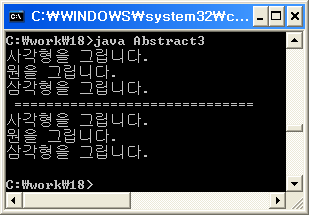 C:₩WINDOWS₩system32₩c...
C:₩work₩18>java Abstract3
사각형을 그립니다.
원을 그립니다.
삼각형을 그립니다.
==============================
사각형을 그립니다.
원을 그립니다.
삼각형을 그립니다.
C:₩work₩18>